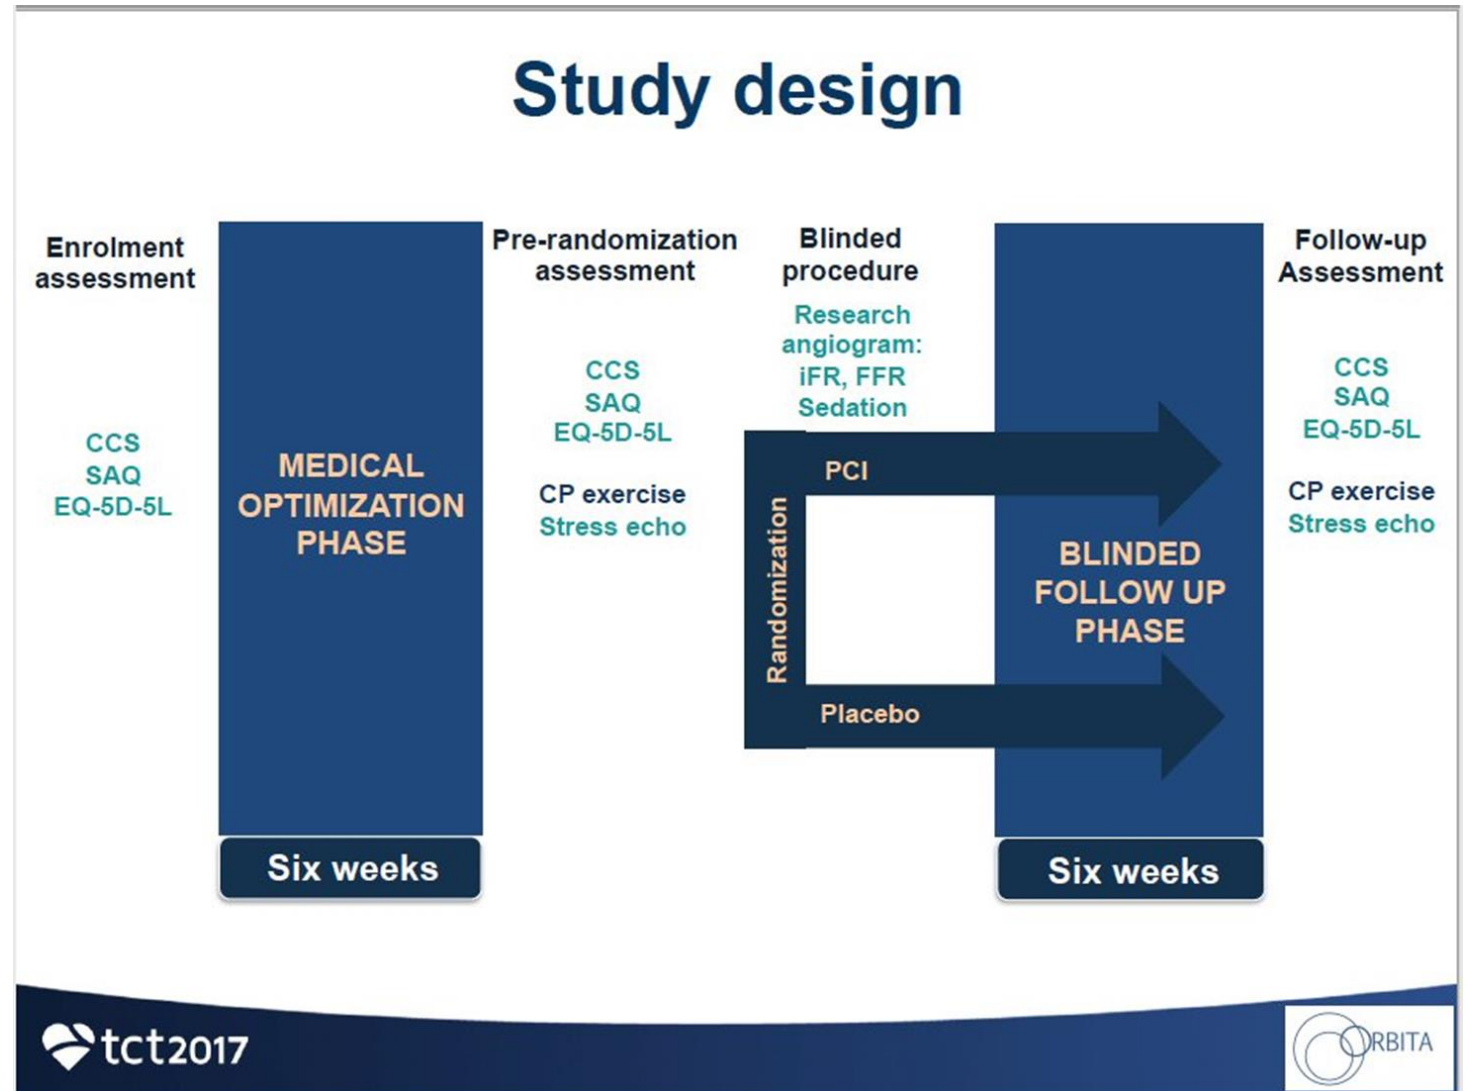 Study design
Enrolment
assessment
CCS
SAQ
EQ-5D-5L
MEDICAL
OPTIMIZATION
PHASE
Six weeks
Pre-randomization
assessment
CCS
SAQ
EQ-5D-5L
CP exercise
Stress echo
Blinded
procedure
Research
angiogram:
iFR, FFR
Sedation
Randomization
PCI
Placebo
BLINDED
FOLLOW UP
PHASE
Six weeks
Follow-up
Assessment
CCS
SAQ
EQ-5D-5L
CP exercise
Stress echo
tct2017
ORBITA